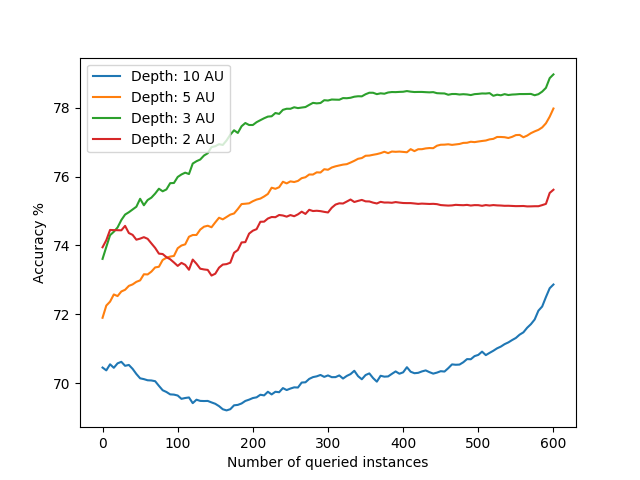 Depth: 10 AU
Depth: 5 AU
Depth: 3 AU
Depth: 2 AU
78
76
74
72
70
Accuracy %
0 100 200 300 400 500 600
Number of queried instances